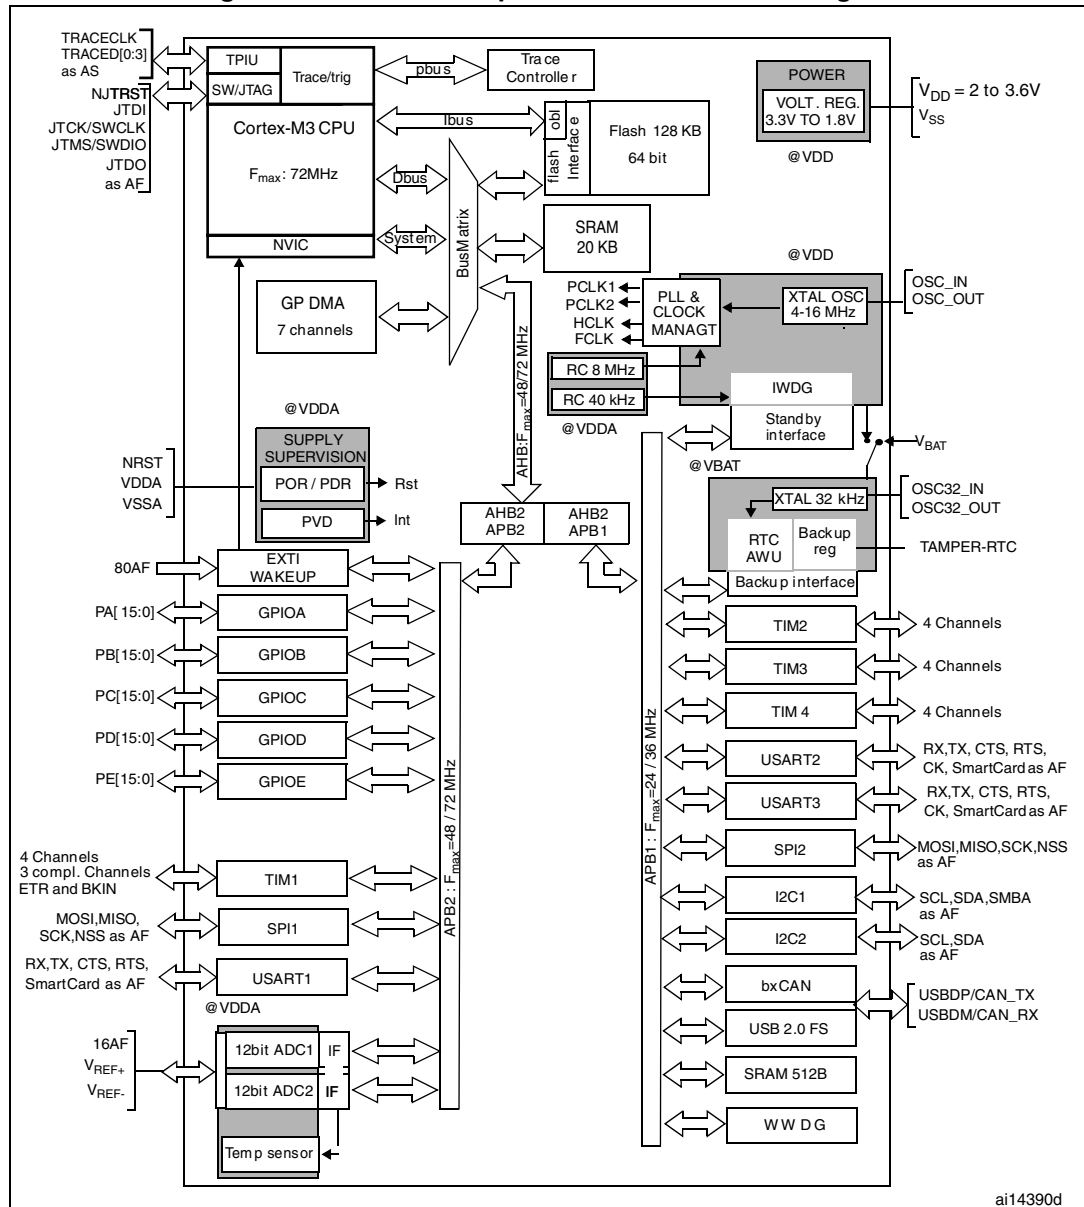 TRACECLK
TRACED[0:3]
as AS
NJTRST
JTDI
JTCK/SWCLK
JTMS/SWDIO
JTDO
as AF
TPIU
SW/JTAG
Trace/trig
Cortex-M3 CPU
Fmax: 72MHz
NVIC
pbus
Trace
Controller
Ibus
Dbus
System
BusMatrix
obl
flash
Interface
Flash 128 KB
64 bit
SRAM
20 KB
POWER
VOLT. REG.
3.3V TO 1.8V
@VDD
VDD = 2 to 3.6V
VSS
GP DMA
7 channels
AHB:Fmax=48/72 MHz
PCLK1
PCLK2
HCLK
FCLK
PLL &
CLOCK
MANAGT
@VDD
XTAL OSC
4-16 MHz
OSC_IN
OSC_OUT
RC 8 MHz
RC 40 kHz
@VDDA
IWDG
Standby
interface
VBAT
@VBAT
XTAL 32 kHz
OSC32_IN
OSC32_OUT
RTC
AWU
Backup
reg
TAMPER-RTC
Backup interface
@VDDA
SUPPLY
SUPERVISION
POR / PDR
Rst
PVD
Int
NRST
VDDA
VSSA
AHB2
APB2
AHB2
APB1
80AF
EXTI
WAKEUP
PA[15:0]
GPIOA
PB[15:0]
GPIOB
PC[15:0]
GPIOC
PD[15:0]
GPIOD
PE[15:0]
GPIOE
4 Channels
3 compl. Channels
ETR and BKIN
TIM1
MOSI,MISO,
SCK,NSS as AF
SPI1
RX,TX, CTS, RTS,
SmartCard as AF
USART1
@VDDA
16AF
VREF+
VREF-
12bit ADC1
IF
12bit ADC2
IF
Temp sensor
APB2 : Fmax=48 / 72 MHz
APB1 : Fmax=24 / 36 MHz
TIM2
4 Channels
TIM3
4 Channels
TIM 4
4 Channels
USART2
RX,TX, CTS, RTS,
CK, SmartCard as AF
USART3
RX,TX, CTS, RTS,
CK, SmartCard as AF
SPI2
MOSI,MISO,SCK,NSS
as AF
I2C1
SCL,SDA,SMBA
as AF
I2C2
SCL,SDA
as AF
bxCAN
USBDP/CAN_TX
USBDM/CAN_RX
USB 2.0 FS
SRAM 512B
WWDG
ai14390d